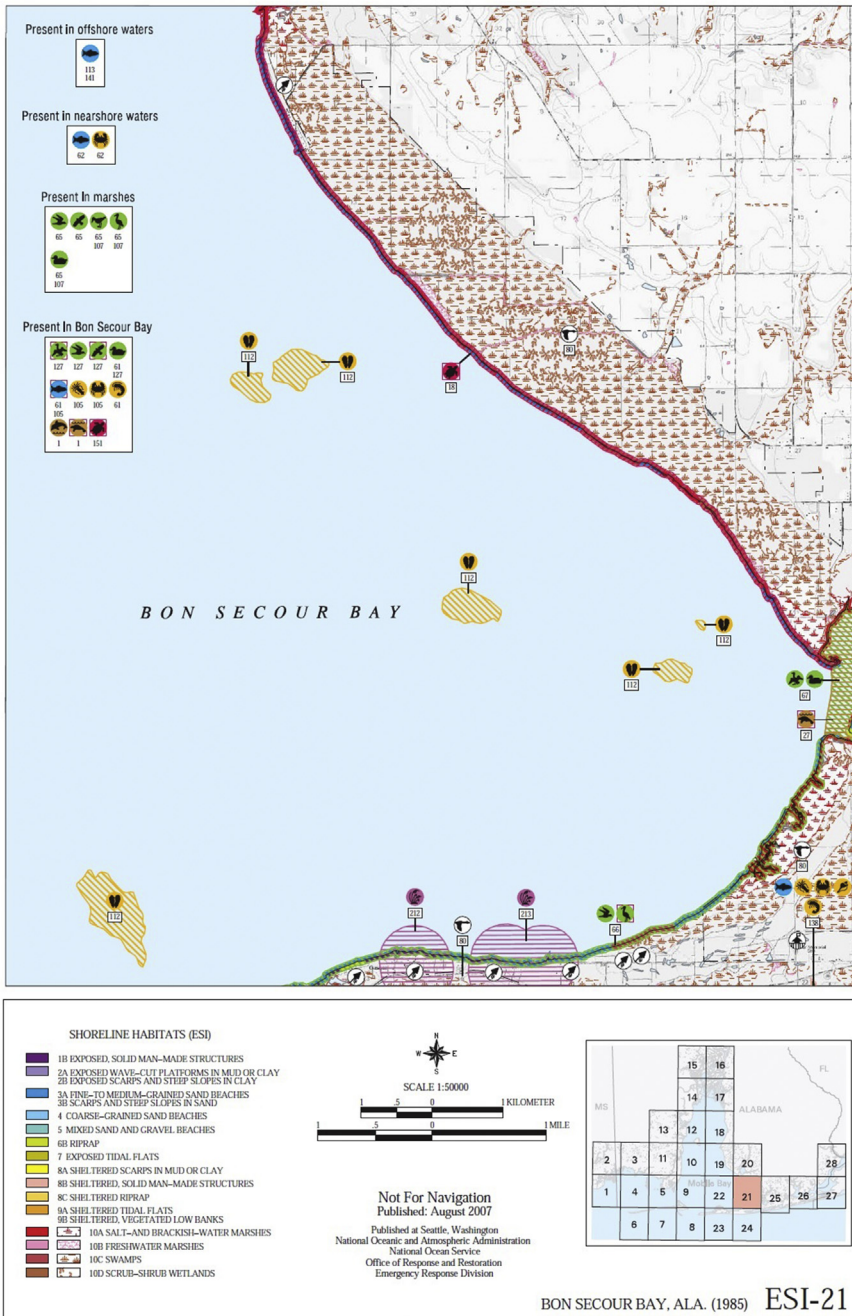 Present in offshore waters
113
141
Present in nearshore waters
62 62
Present In marshes
65 65 65 65
107 107
65
107
Present In Bon Secour Bay
127 127 127 61
127
61 105 105 61
105
1 1 151
112
112
18
80
112
BON SECOUR BAY
112
112
67
27
80
112
212
213
80
66
138
SHORELINE HABITATS (ESI)
1B EXPOSED, SOLID MAN-MADE STRUCTURES
2A EXPOSED WAVE-CUT PLATFORMS IN MUD OR CLAY
2B EXPOSED SCARPS AND STEEP SLOPES IN CLAY
3A FINE-TO MEDIUM-GRAINED SAND BEACHES
3B SCARPS AND STEEP SLOPES IN SAND
4 COARSE-GRAINED SAND BEACHES
5 MIXED SAND AND GRAVEL BEACHES
6B RIPRAP
7 EXPOSED TIDAL FLATS
8A SHELTERED SCARPS IN MUD OR CLAY
8B SHELTERED, SOLID MAN-MADE STRUCTURES
8C SHELTERED RIPRAP
9A SHELTERED TIDAL FLATS
9B SHELTERED, VEGETATED LOW BANKS
10A SALT-AND BRACKISH-WATER MARSHES
10B FRESHWATER MARSHES
10C SWAMPS
10D SCRUB-SHRUB WETLANDS
N
W E
S
SCALE 1:50000
1 .5 0 1 KILOMETER
1 .5 0 1 MILE
Not For Navigation
Published: August 2007
Published at Seattle, Washington
National Oceanic and Atmospheric Administration
National Ocean Service
Office of Response and Restoration
Emergency Response Division
15 16 FL
14 17
MS ALABAMA
13 12 18
2 3 11 10 19 20 28
Mobile Bay
1 4 5 9 22 21 25 26 27
6 7 8 23 24
BON SECOUR BAY, ALA. (1985) ESI-21